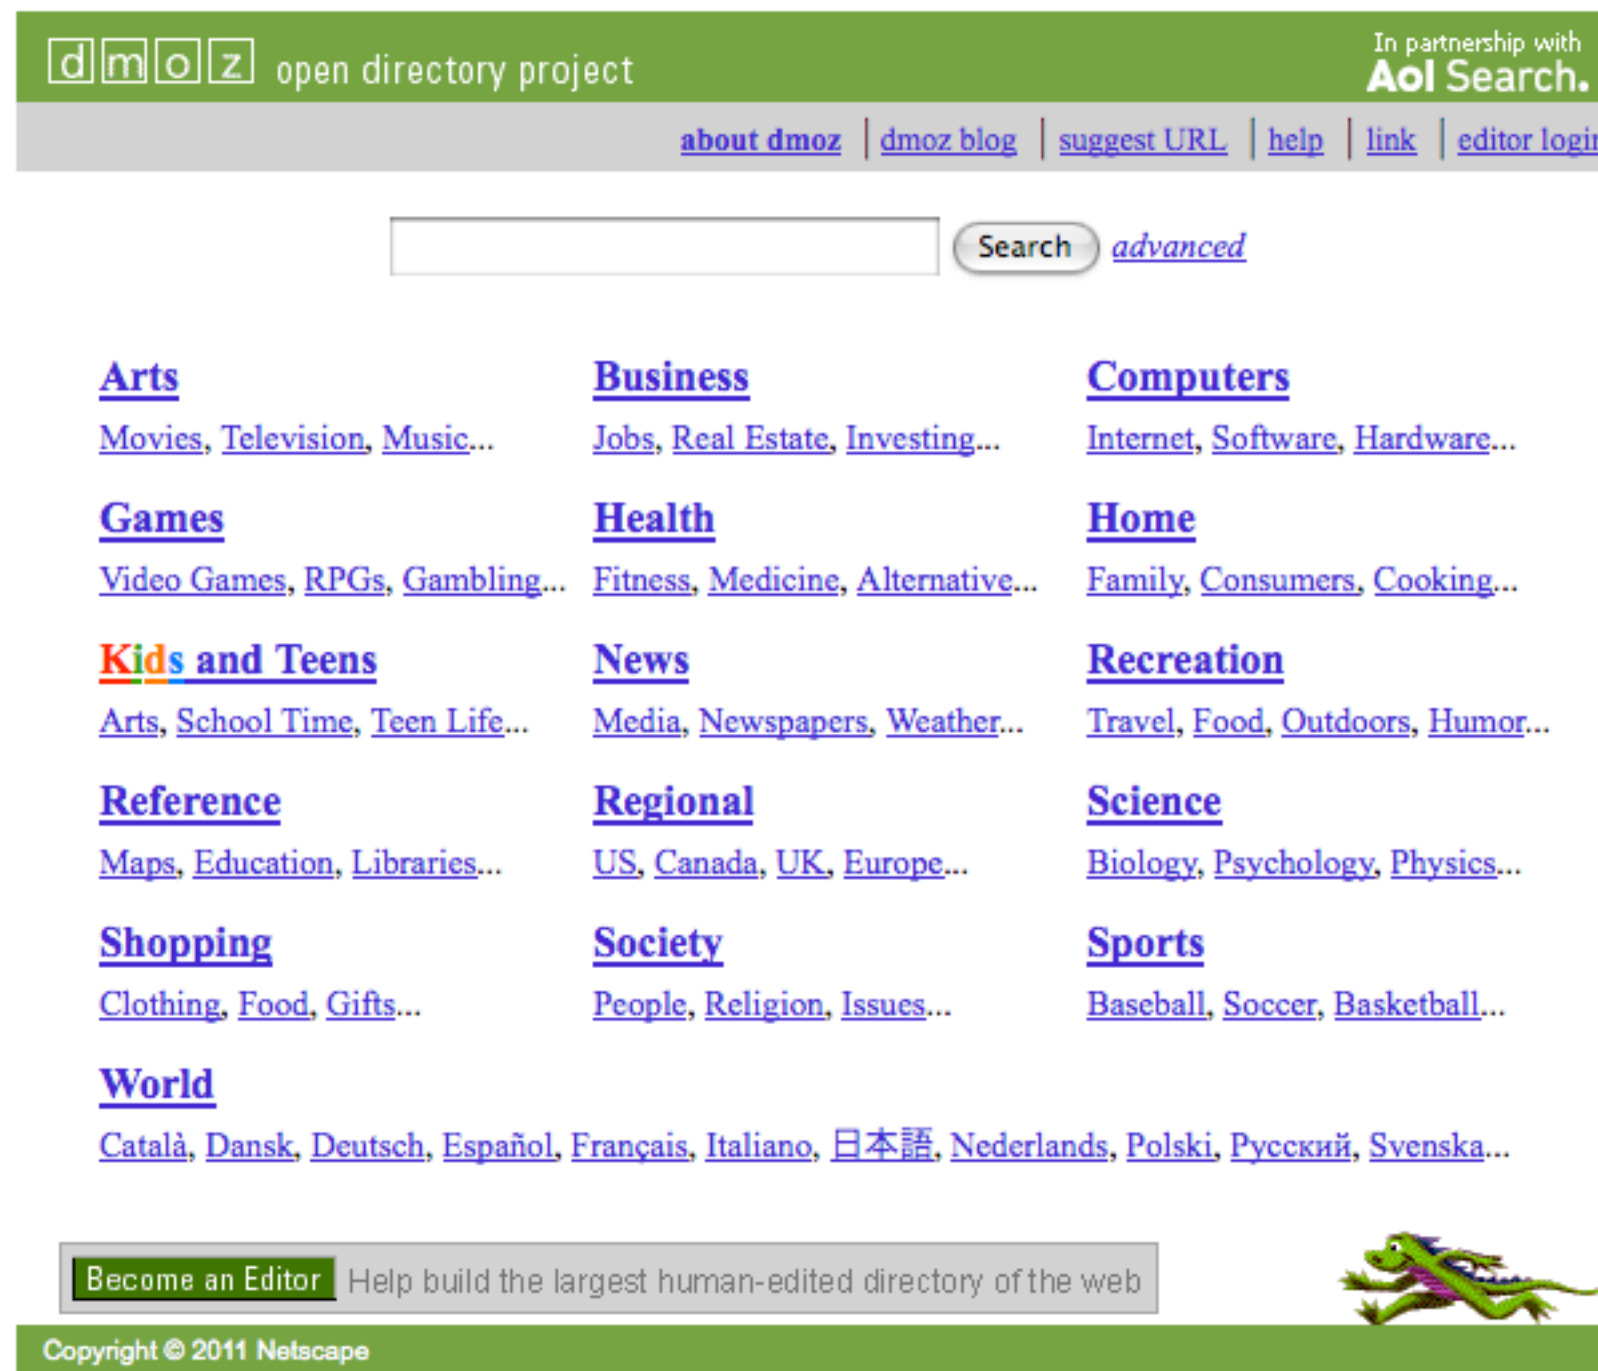 dmoz open directory project
In partnership with
Aol Search.
about dmoz | dmoz blog | suggest URL | help | link | editor login
Search advanced
Arts Business Computers
Movies, Television, Music... Jobs, Real Estate, Investing... Internet, Software, Hardware...
Games Health Home
Video Games, RPGs, Gambling... Fitness, Medicine, Alternative... Family, Consumers, Cooking...
Kids and Teens News Recreation
Arts, School Time, Teen Life... Media, Newspapers, Weather... Travel, Food, Outdoors, Humor...
Reference Regional Science
Maps, Education, Libraries... US, Canada, UK, Europe... Biology, Psychology, Physics...
Shopping Society Sports
Clothing, Food, Gifts... People, Religion, Issues... Baseball, Soccer, Basketball...
World
Català, Dansk, Deutsch, Español, Français, Italiano, 日本語, Nederlands, Polski, Русский, Svenska...
Become an Editor Help build the largest human-edited directory of the web
Copyright © 2011 Netscape